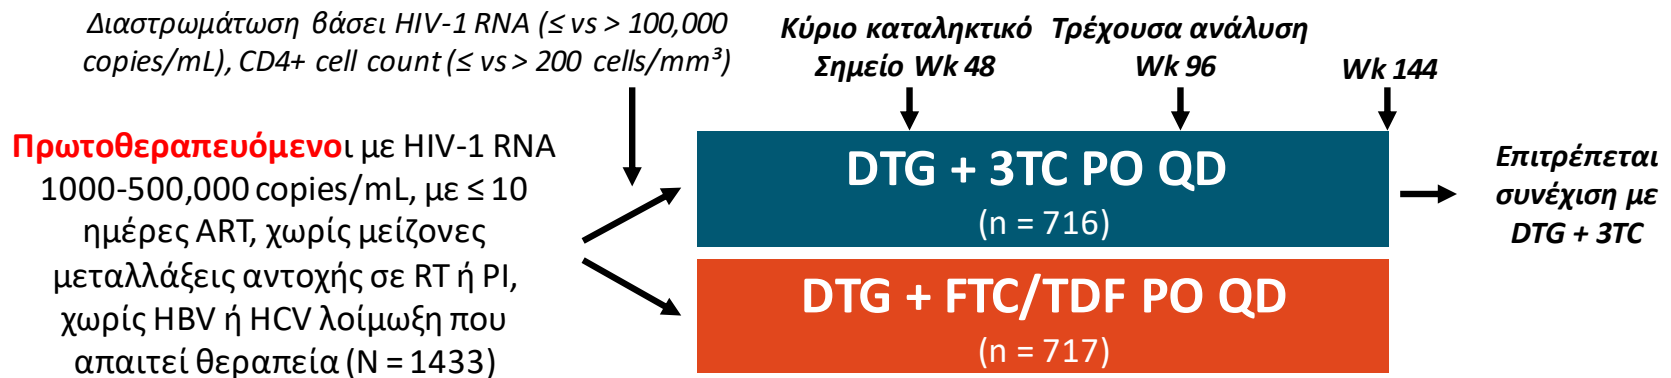 Διαστρωμάτωση βάσει HIV-1 RNA (≤ vs > 100,000
copies/mL), CD4+ cell count (≤ vs > 200 cells/mm³)
Κύριο καταληκτικό
Σημείο Wk 48
Τρέχουσα ανάλυση
Wk 96
Wk 144
Πρωτοθεραπευόμενοι με HIV-1 RNA
1000-500,000 copies/mL, με ≤ 10
ημέρες ART, χωρίς μείζονες
μεταλλάξεις αντοχής σε RT ή PI,
χωρίς HBV ή HCV λοίμωξη που
απαιτεί θεραπεία (N = 1433)
DTG + 3TC PO QD
(n = 716)
DTG + FTC/TDF PO QD
(n = 717)
Επιτρέπεται
συνέχιση με
DTG + 3TC